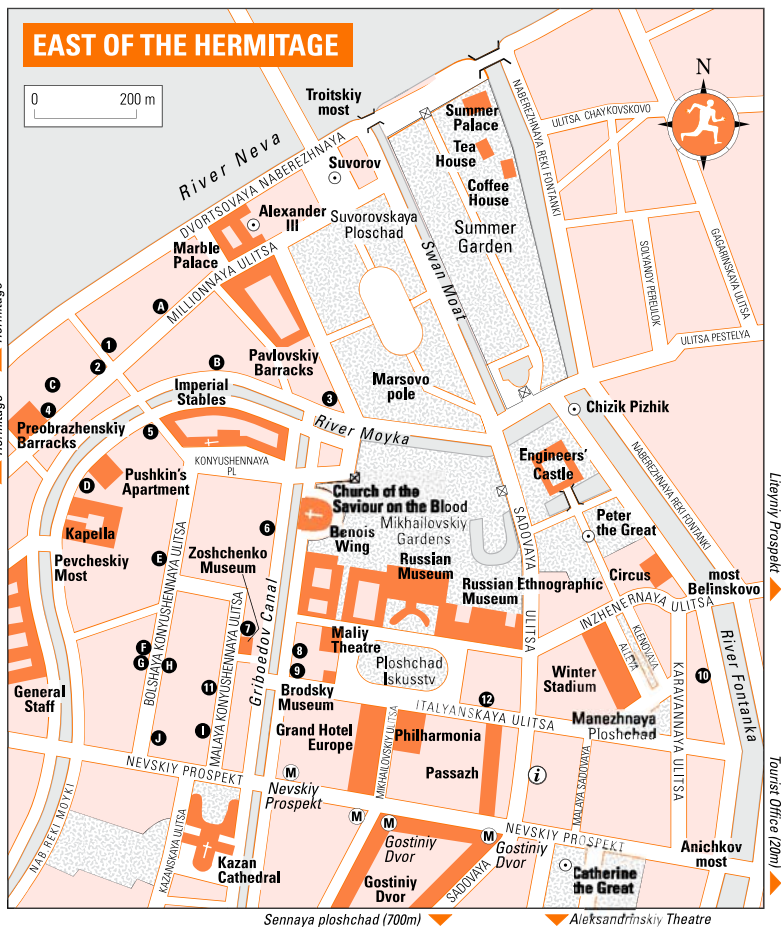 EAST OF THE HERMITAGE
0 200 m
N
Troitskiy
most
River Neva
DVORTSOVAYA NABEREZHNAYA
Suvorov
Summer
Palace
Tea
House
Coffee
House
Summer
Garden
NABEREZHNAYA REKI FONTANKI
ULITSA CHAYKOVSKOVO
SOLYANOY PEREULOK
GAGARINSKAYA ULITSA
ULITSA PESTELYA
Alexander
III
Marble
Palace
MILLIONNAYA ULITSA
Suvorovskaya
Ploschad
Swan Moat
Hermitage
A
1
2
C
4
B
3
5
Pavlovskiy
Barracks
Imperial
Stables
Marsovo
pole
Preobrazhenskiy
Barracks
Hermitage
River Moyka
Chizik Pizhik
KONYUSHENNAYA
PL
Pushkin's
Apartment
D
Kapella
Pevcheskiy
Most
Engineers'
Castle
NABEREZHNAYA REKI FONTANKI
Church of the
Saviour on the Blood
Mikhailovskiy
Gardens
Benois
Wing
Russian
Museum
Russian Ethnographic
Museum
SADOVAYA ULITSA
Peter
the Great
Circus
most
Belinskovo
Liteyniy Prospekt
6
E
Zoshchenko
Museum
7
F
G
H
BOLSHAYA KONYUSHENNAYA ULITSA
MALAYA KONYUSHENNAYA ULITSA
Griboedov Canal
INZHENERNAYA ULITSA
KLENOVAYA
ALLEYA
KARAVANNAYA ULITSA
River Fontanka
Maliy
Theatre
8
9
Brodsky
Museum
Ploshchad
Iskusstv
Winter
Stadium
10
12
General
Staff
11
I
J
Grand Hotel
Europe
MIKHAILOVSKIY ULITSA
Philharmonia
ITALYANSKAYA ULITSA
Manezhnaya
Ploshchad
Passazh
MALAYA SADOVAYA
i
NEVSKIY PROSPEKT
M
Nevskiy
Prospekt
M
M
Gostiniy
Dvor
M
Gostiniy
Dvor
NEVSKIY PROSPEKT
Anichkov
most
Tourist Office (20m)
NAB REKI MOYKI
KAZANSKAYA ULITSA
Kazan
Cathedral
Gostiniy
Dvor
SADOVAYA
Catherine
the Great
Sennaya ploshchad (700m)
Aleksandrinskiy Theatre